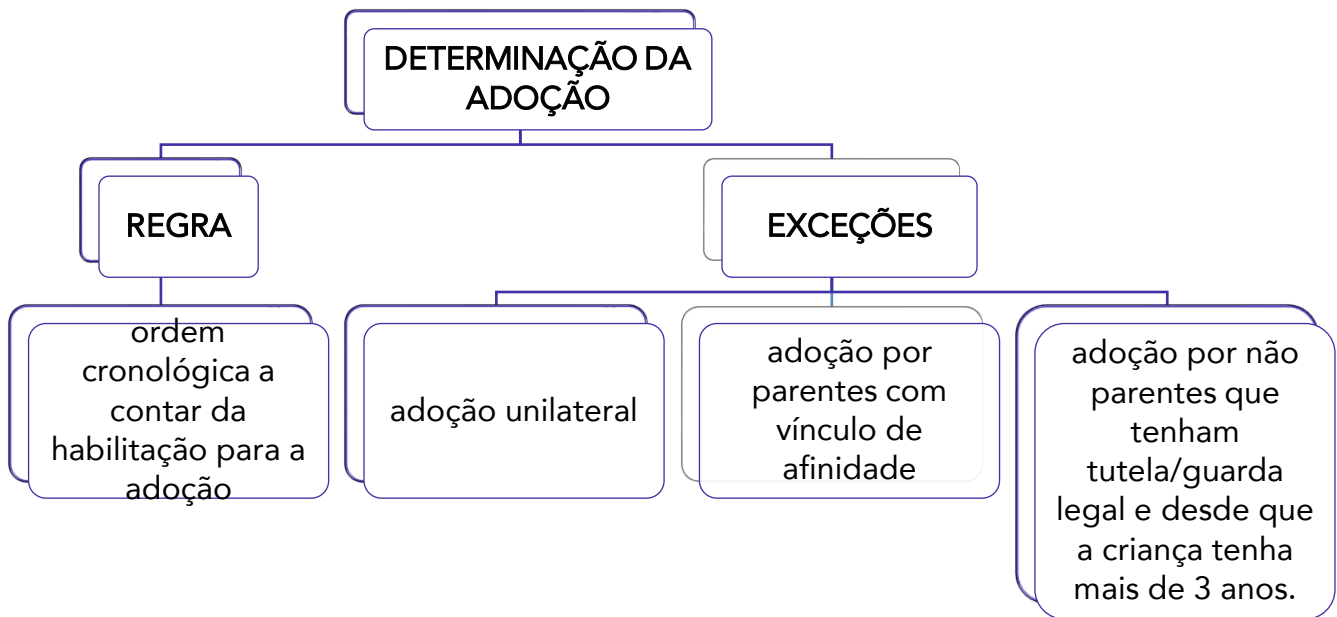 DETERMINAÇÃO DA
ADOÇÃO
REGRA
EXCEÇÕES
ordem
cronológica a
contar da
habilitação para a
adoção
adoção unilateral
adoção por
parentes com
vínculo de
afinidade
adoção por não
parentes que
tenham
tutela/guarda
legal e desde que
a criança tenha
mais de 3 anos.